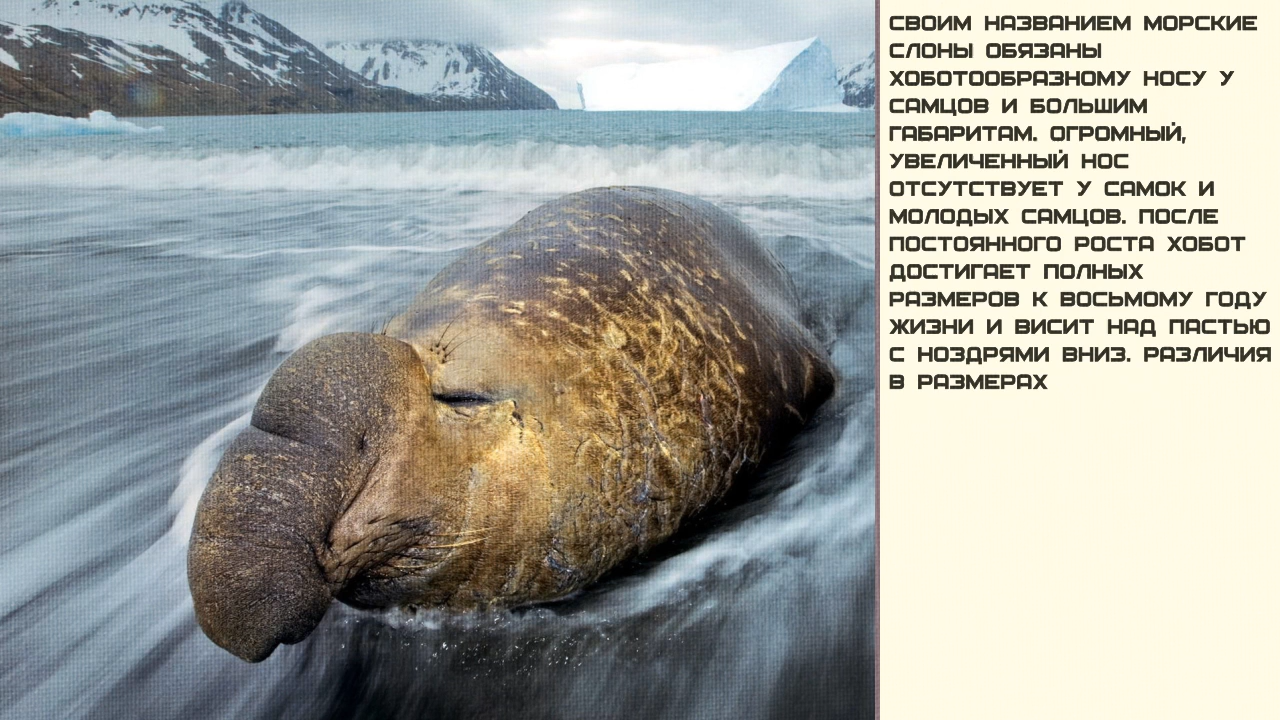 СВОИМ НАЗВАНИЕМ МОРСКИЕ
СЛОНЫ ОБЯЗАНЫ
ХОБОТООБРАЗНОМУ НОСУ У
САМЦОВ И БОЛЬШИМ
ГАБАРИТАМ. ОГРОМНЫЙ,
УВЕЛИЧЕННЫЙ НОС
ОТСУТСТВУЕТ У САМОК И
МОЛОДЫХ САМЦОВ. ПОСЛЕ
ПОСТОЯННОГО РОСТА ХОБОТ
ДОСТИГАЕТ ПОЛНЫХ
РАЗМЕРОВ К ВОСЬМОМУ ГОДУ
ЖИЗНИ И ВИСИТ НАД ПАСТЬЮ
С НОЗДРЯМИ ВНИЗ. РАЗЛИЧИЯ
В РАЗМЕРАХ